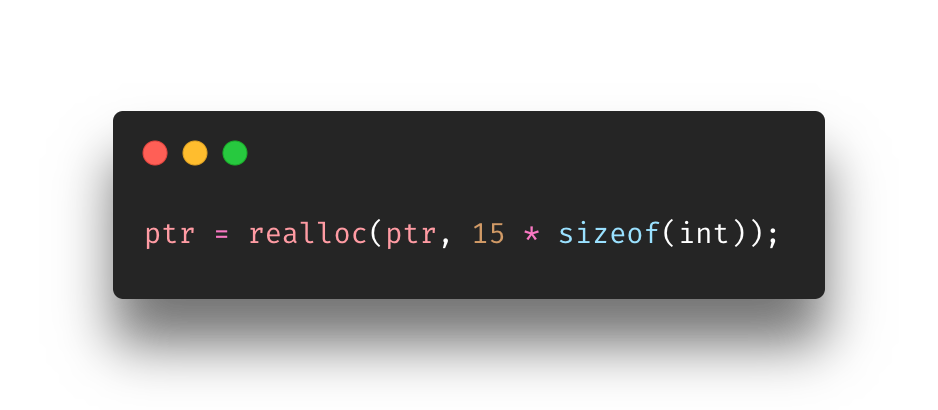 ptr = realloc(ptr, 15 * sizeof(int));